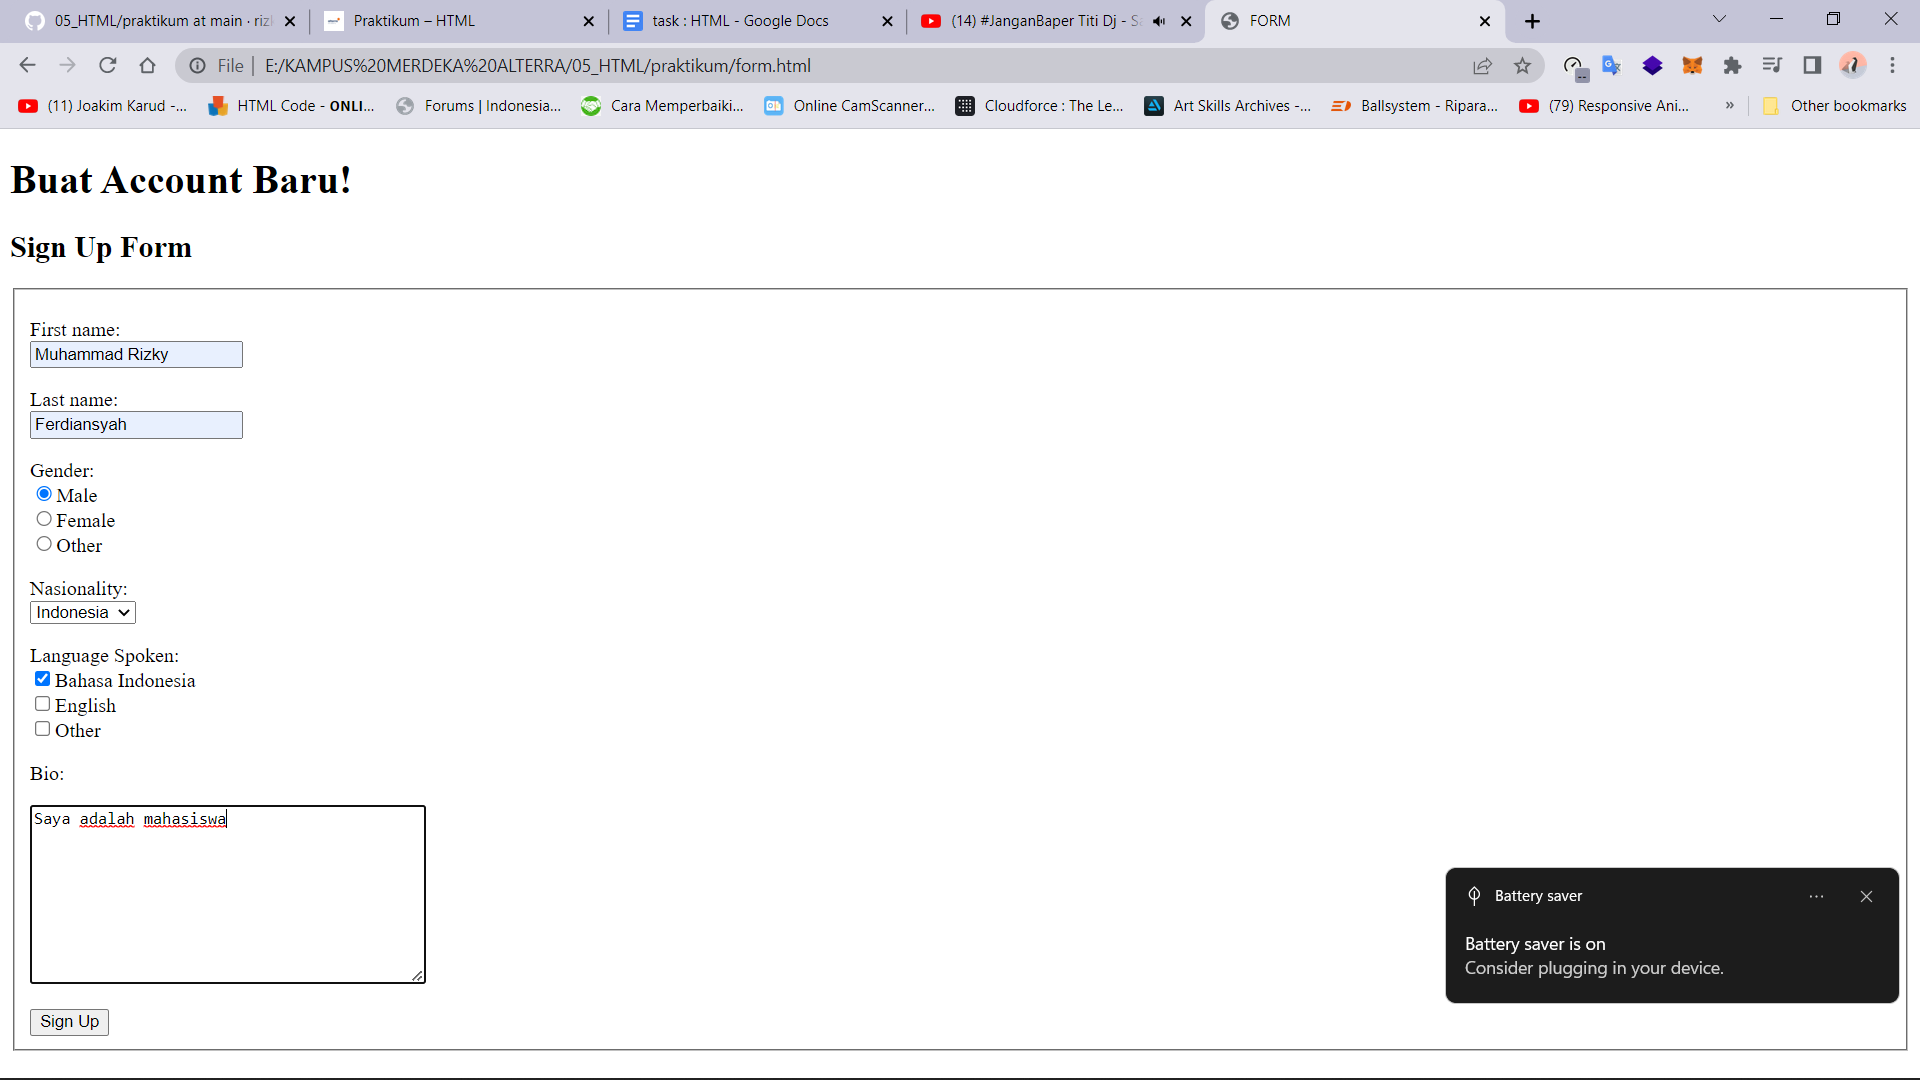 05_HTML/praktikum at main · riz
Praktikum – HTML
task : HTML - Google Docs
(14) #JanganBaper Titi Dj - S
FORM
File
E:/KAMPUS%20MERDEKA%20ALTERRA/05_HTML/praktikum/form.html
(11) Joakim Karud -...
HTML Code - ONLI...
Forums | Indonesia...
Cara Memperbaiki...
Online CamScanner...
Cloudforce : The Le...
Art Skills Archives -...
Ballsystem - Ripara...
(79) Responsive Ani...
»
Other bookmarks
Buat Account Baru!
Sign Up Form
First name:
Muhammad Rizky
Last name:
Ferdiansyah
Gender:
Male
Female
Other
Nasionality:
Indonesia
Language Spoken:
Bahasa Indonesia
English
Other
Bio:
Saya adalah mahasiswa
Sign Up
Battery saver
Battery saver is on
Consider plugging in your device.